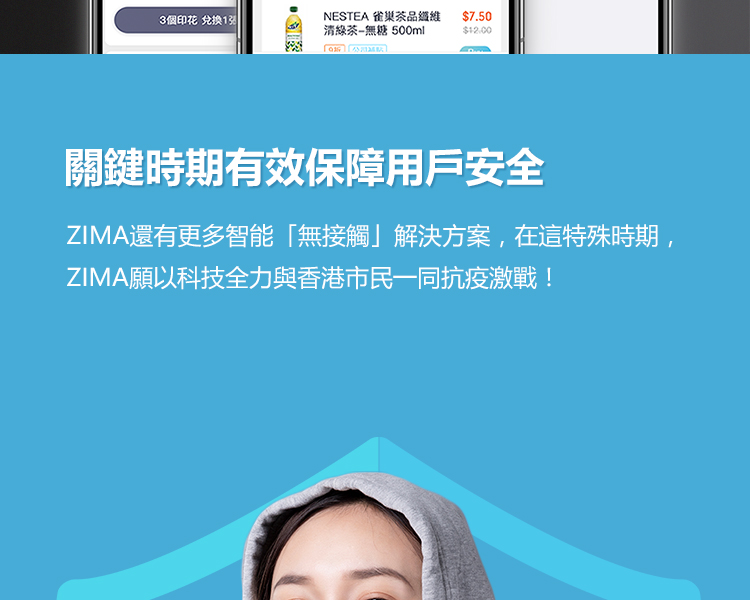 3個印花 兌換1張
NESTEA 雀巢茶品纖維
清綠茶-無糖 500ml
$7.50
$12.00
9折
關鍵時期有效保障用戶安全
ZIMA還有更多智能「無接觸」解決方案，在這特殊時期，
ZIMA願以科技全力與香港市民一同抗疫激戰！